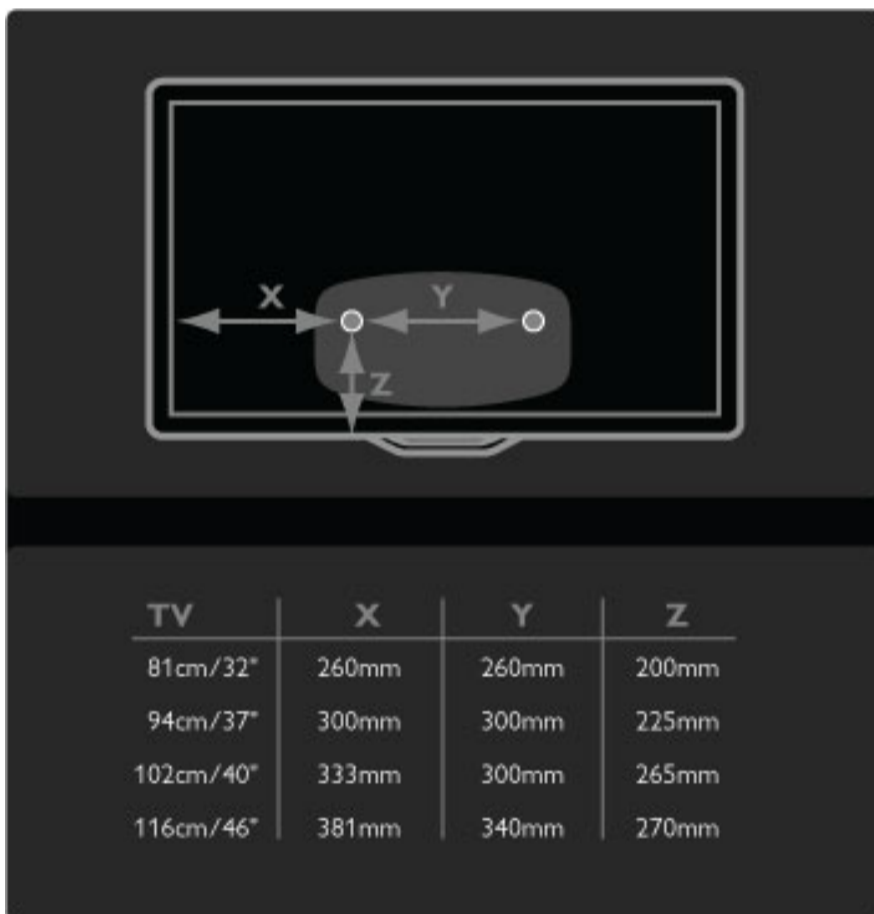 X
Y
Z
TV X Y Z
81cm/32" 260mm 260mm 200mm
94cm/37" 300mm 300mm 225mm
102cm/40" 333mm 300mm 265mm
116cm/46" 381mm 340mm 270mm